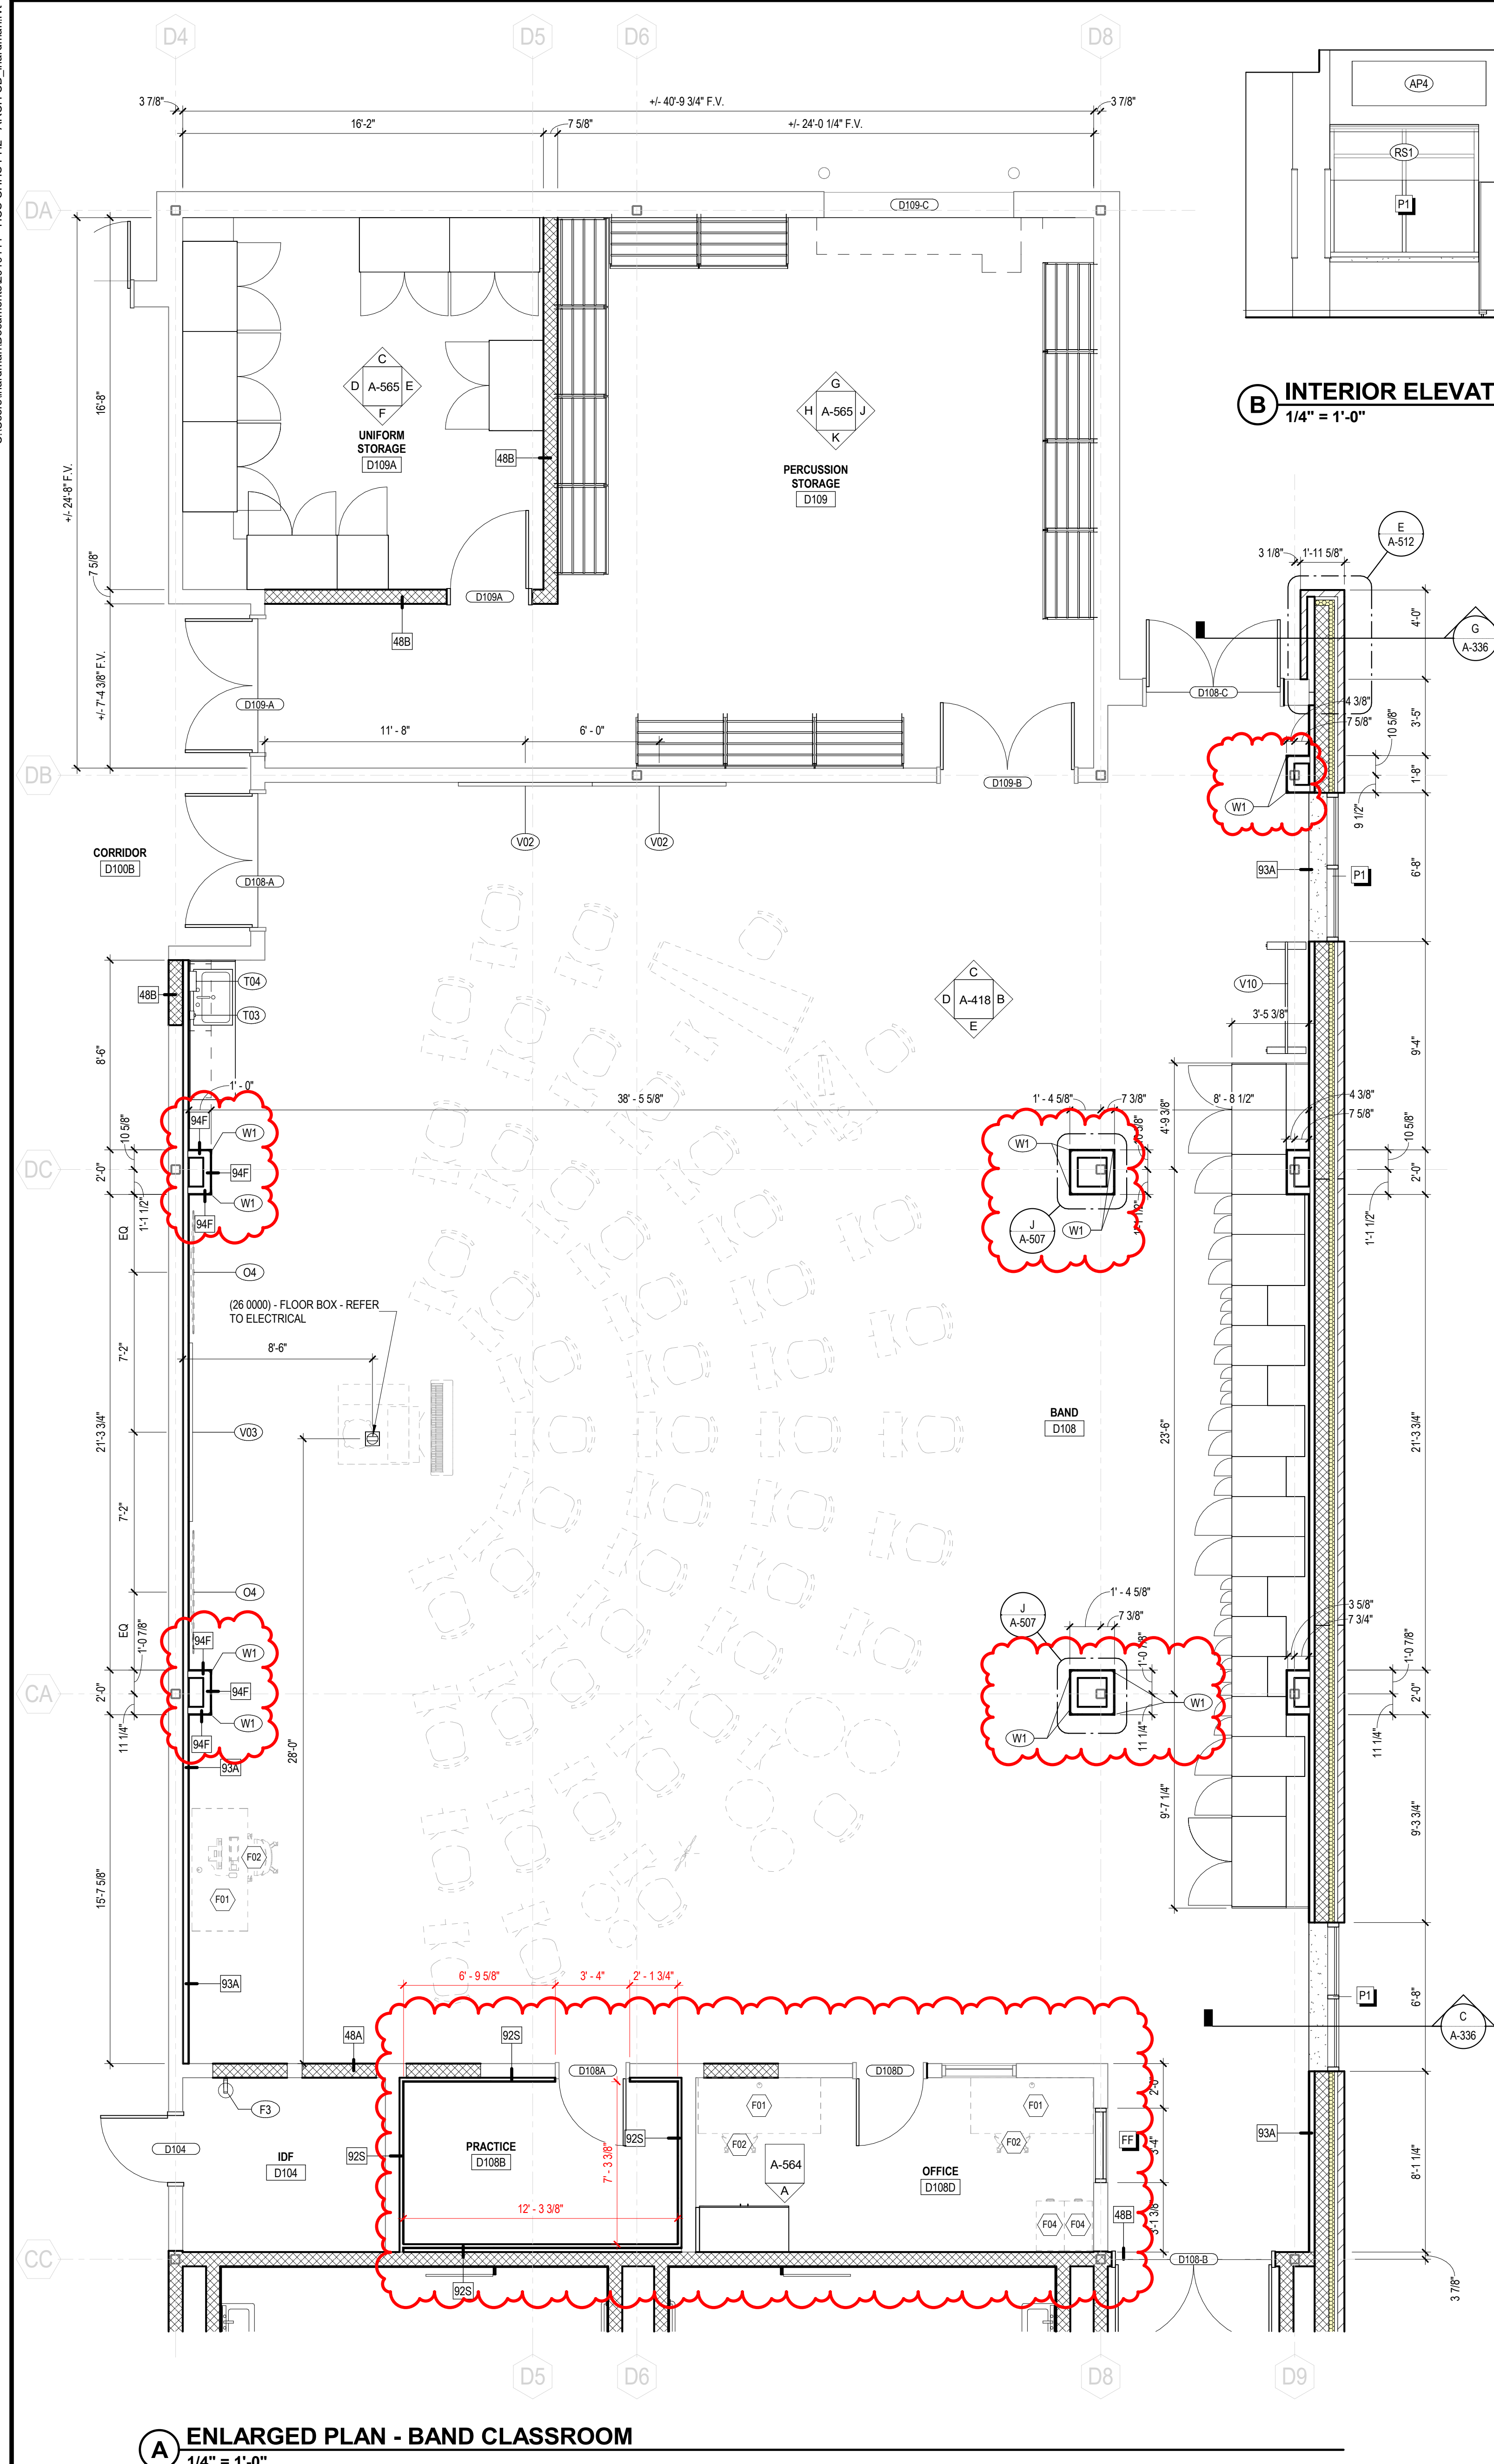 D4
D5
D6
D8
3 7/8"
+/- 40'-9 3/4" F.V.
3 7/8"
16'-2"
7 5/8"
+/- 24'-0 1/4" F.V.
AP4
RS1
P1
B
INTERIOR ELEVAT
1/4" = 1'-0"
DA
D109-C
16'-8"
+/- 24'-8" F.V.
7 5/8"
+/- 7'-4 3/8" F.V.
C
D A-565 E
F
UNIFORM
STORAGE
D109A
48B
G
H A-565 J
K
PERCUSSION
STORAGE
D109
D109A
48B
E
A-512
3 1/8"
1'-11 5/8"
4'-0"
G
A-336
D109-A
D108-C
11' - 8"
6' - 0"
4 3/8"
7 5/8"
10 5/8"
3'-5"
DB
D109-B
1'-8"
W1
9 1/2"
V02
V02
CORRIDOR
D100B
D108-A
93A
P1
6'-8"
48B
T04
T03
C
D A-418 B
E
V10
3'-5 3/8"
9'-4"
8'-6"
1' - 0"
38' - 5 5/8"
1' - 4 5/8"
7 3/8"
4'-9 3/8"
8' - 8 1/2"
4 3/8"
7 5/8"
10 5/8"
94F
W1
W1
10 5/8"
DC
2'-0"
94F
2'-0"
1'-1 1/2"
W1
94F
J
A-507
W1
1'-1 1/2"
EQ
O4
(26 0000) - FLOOR BOX - REFER
TO ELECTRICAL
7'-2"
8'-6"
21'-3 3/4"
V03
BAND
D108
23'-6"
21'-3 3/4"
7'-2"
O4
J
A-507
1' - 4 5/8"
7 3/8"
3 5/8"
7 3/4"
EQ
1'-0 7/8"
94F
W1
1'-0 7/8"
1'-0 7/8"
CA
2'-0"
94F
W1
2'-0"
11 1/4"
W1
94F
W1
11 1/4"
11 1/4"
28'-0"
93A
9'-7 1/4"
9'-3 3/4"
F02
F01
15'-7 5/8"
93A
6' - 9 5/8"
3' - 4"
2' - 1 3/4"
P1
6'-8"
C
A-336
48A
92S
D108A
D108D
2'-0"
F3
F01
F01
D104
IDF
D104
92S
PRACTICE
D108B
7' - 3 3/8"
92S
F02
A-564
A
F02
OFFICE
D108D
FF
3'-4"
93A
8'-1 1/4"
12' - 3 3/8"
F04
F04
48B
3'-1 3/8"
CC
D108-B
92S
3 7/8"
D5
D6
D8
D9
A
ENLARGED PLAN - BAND CLASSROOM
1/4" = 1'-0"